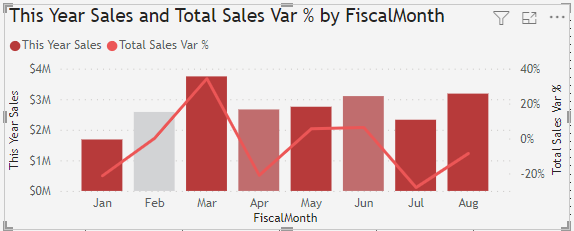 This Year Sales and Total Sales Var % by FiscalMonth
This Year Sales Total Sales Var %
This Year Sales
$4M
$3M
$2M
$1M
$0M
40%
20%
0%
-20%
Total Sales Var %
Jan Feb Mar Apr May Jun Jul Aug
FiscalMonth